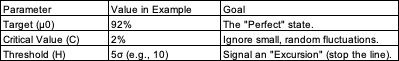 Parameter Value in Example Goal
Target (μ0) 92% The "Perfect" state.
Critical Value (C) 2% Ignore small, random fluctuations.
Threshold (H) 5σ (e.g., 10) Signal an "Excursion" (stop the line).